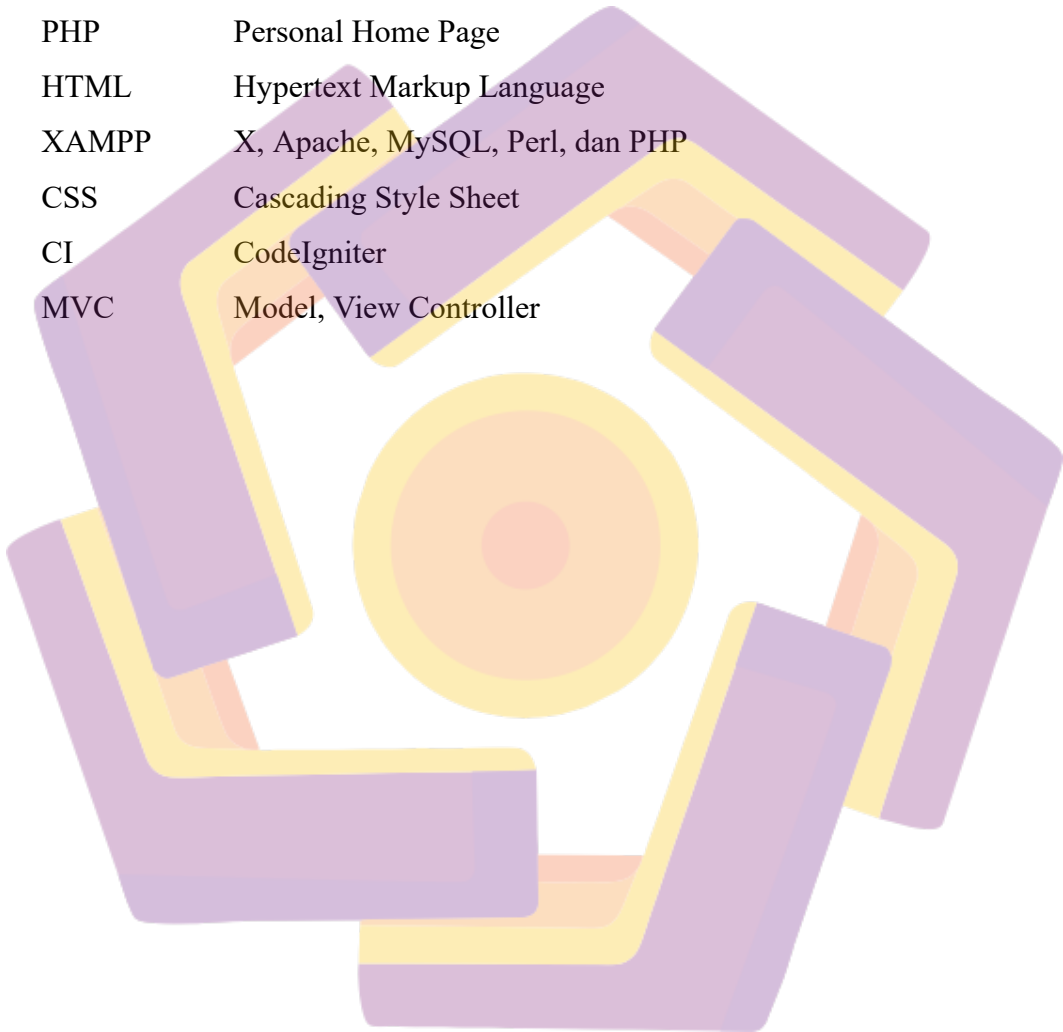 PHP Personal Home Page
HTML Hypertext Markup Language
XAMPP X, Apache, MySQL, Perl, dan PHP
CSS Cascading Style Sheet
CI CodeIgniter
MVC Model, View Controller